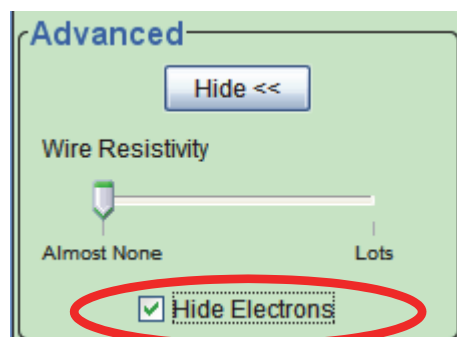 Advanced
Hide <<
Wire Resistivity
Almost None Lots
Hide Electrons